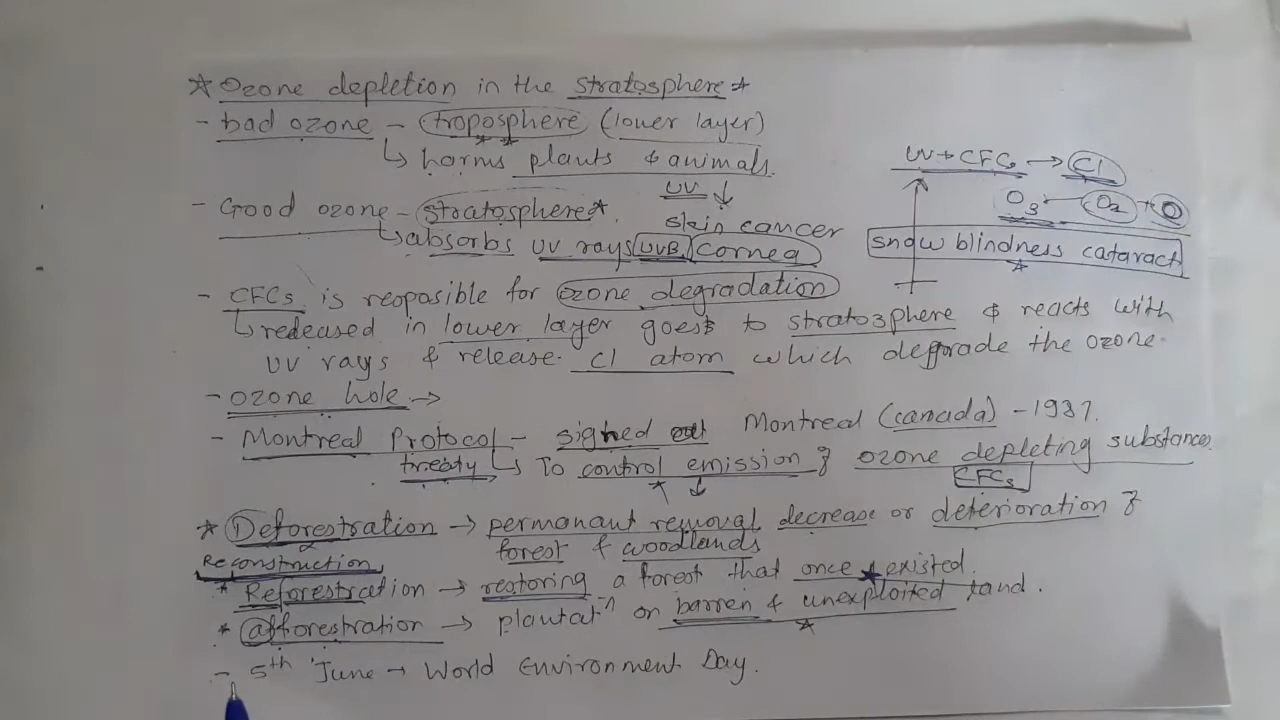 * Ozone depletion in the stratosphere *
- bad ozone - troposphere (lower layer)
↳ harms plants & animals.
UV + CFCs → Cl
O3 ← O2 + O
- Good ozone - stratosphere *
UV ↓
skin cancer
↳ absorbs UV rays UVB Cornea
snow blindness cataract
- CFCs is reopasible for ozone degradation
↳ redeased in lower layer goes to stratosphere & reacts with
UV rays & release Cl atom which degrade the ozone.
- ozone hole →
- Montreal Protocol - signed Montreal (canada) - 1987.
treaty ↳ To control emission of ozone depleting substances
CFCs
* Deforestration → permanant removal decrease or deterioration of
forest & woodlands
Reconstruction
* Reforestration → restoring a forest that once existed.
* afforestration → plantatⁿ on barren & unexploited land.
- 5th June → World Environment Day.